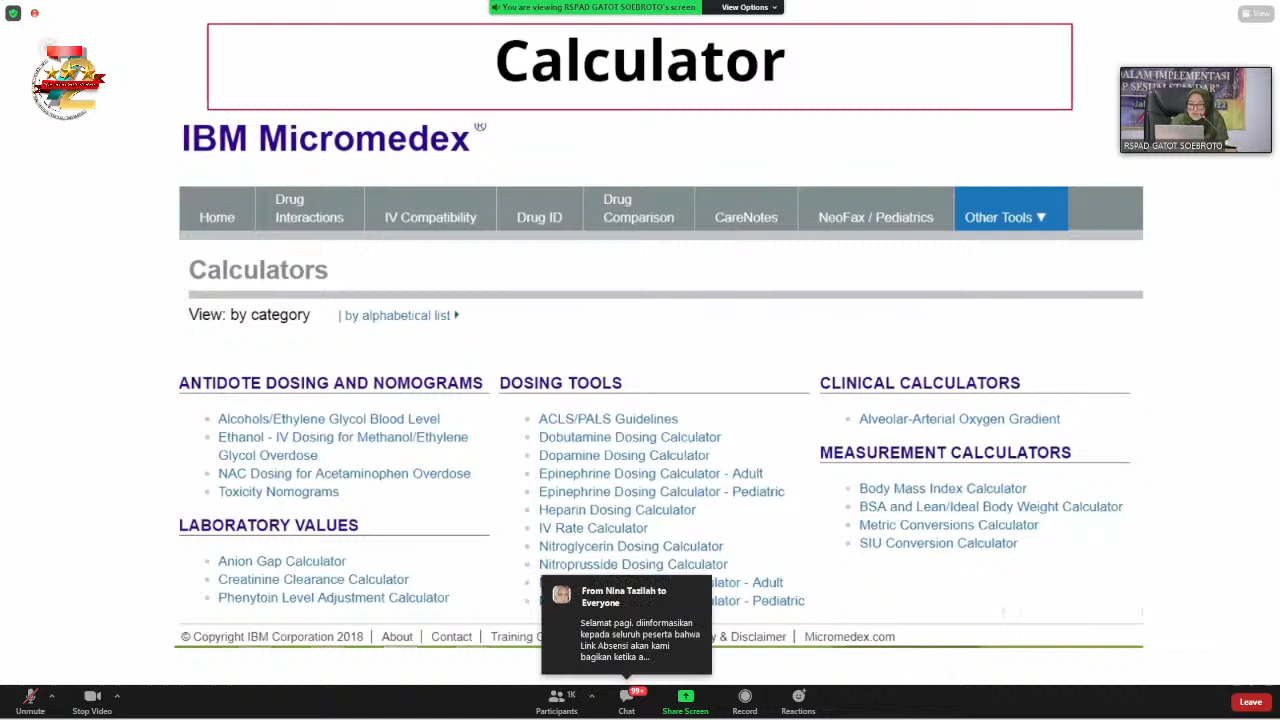 You are viewing RSPAD GATOT SOEBROTO's screen
View Options
View
Calculator
IBM Micromedex®
ALAM IMPLEMENTASI
RSPAD GATOT SOEBROTO
Home
Drug Interactions
IV Compatibility
Drug ID
Drug Comparison
CareNotes
NeoFax / Pediatrics
Other Tools ▼
Calculators
View: by category | by alphabetical list
ANTIDOTE DOSING AND NOMOGRAMS
Alcohols/Ethylene Glycol Blood Level
Ethanol - IV Dosing for Methanol/Ethylene
Glycol Overdose
NAC Dosing for Acetaminophen Overdose
Toxicity Nomograms
LABORATORY VALUES
Anion Gap Calculator
Creatinine Clearance Calculator
Phenytoin Level Adjustment Calculator
DOSING TOOLS
ACLS/PALS Guidelines
Dobutamine Dosing Calculator
Dopamine Dosing Calculator
Epinephrine Dosing Calculator - Adult
Epinephrine Dosing Calculator - Pediatric
Heparin Dosing Calculator
IV Rate Calculator
Nitroglycerin Dosing Calculator
Nitroprusside Dosing Calculator
ulator - Adult
ulator - Pediatric
CLINICAL CALCULATORS
Alveolar-Arterial Oxygen Gradient
MEASUREMENT CALCULATORS
Body Mass Index Calculator
BSA and Lean/Ideal Body Weight Calculator
Metric Conversions Calculator
SIU Conversion Calculator
From Nina Tazilah to
Everyone
Selamat pagi. diinformasikan
kepada seluruh peserta bahwa
Link Absensi akan kami
bagikan ketika a...
© Copyright IBM Corporation 2018 | About | Contact | Training | y & Disclaimer | Micromedex.com
Unmute
Stop Video
1K
Participants
99+
Chat
Share Screen
Record
Reactions
Leave